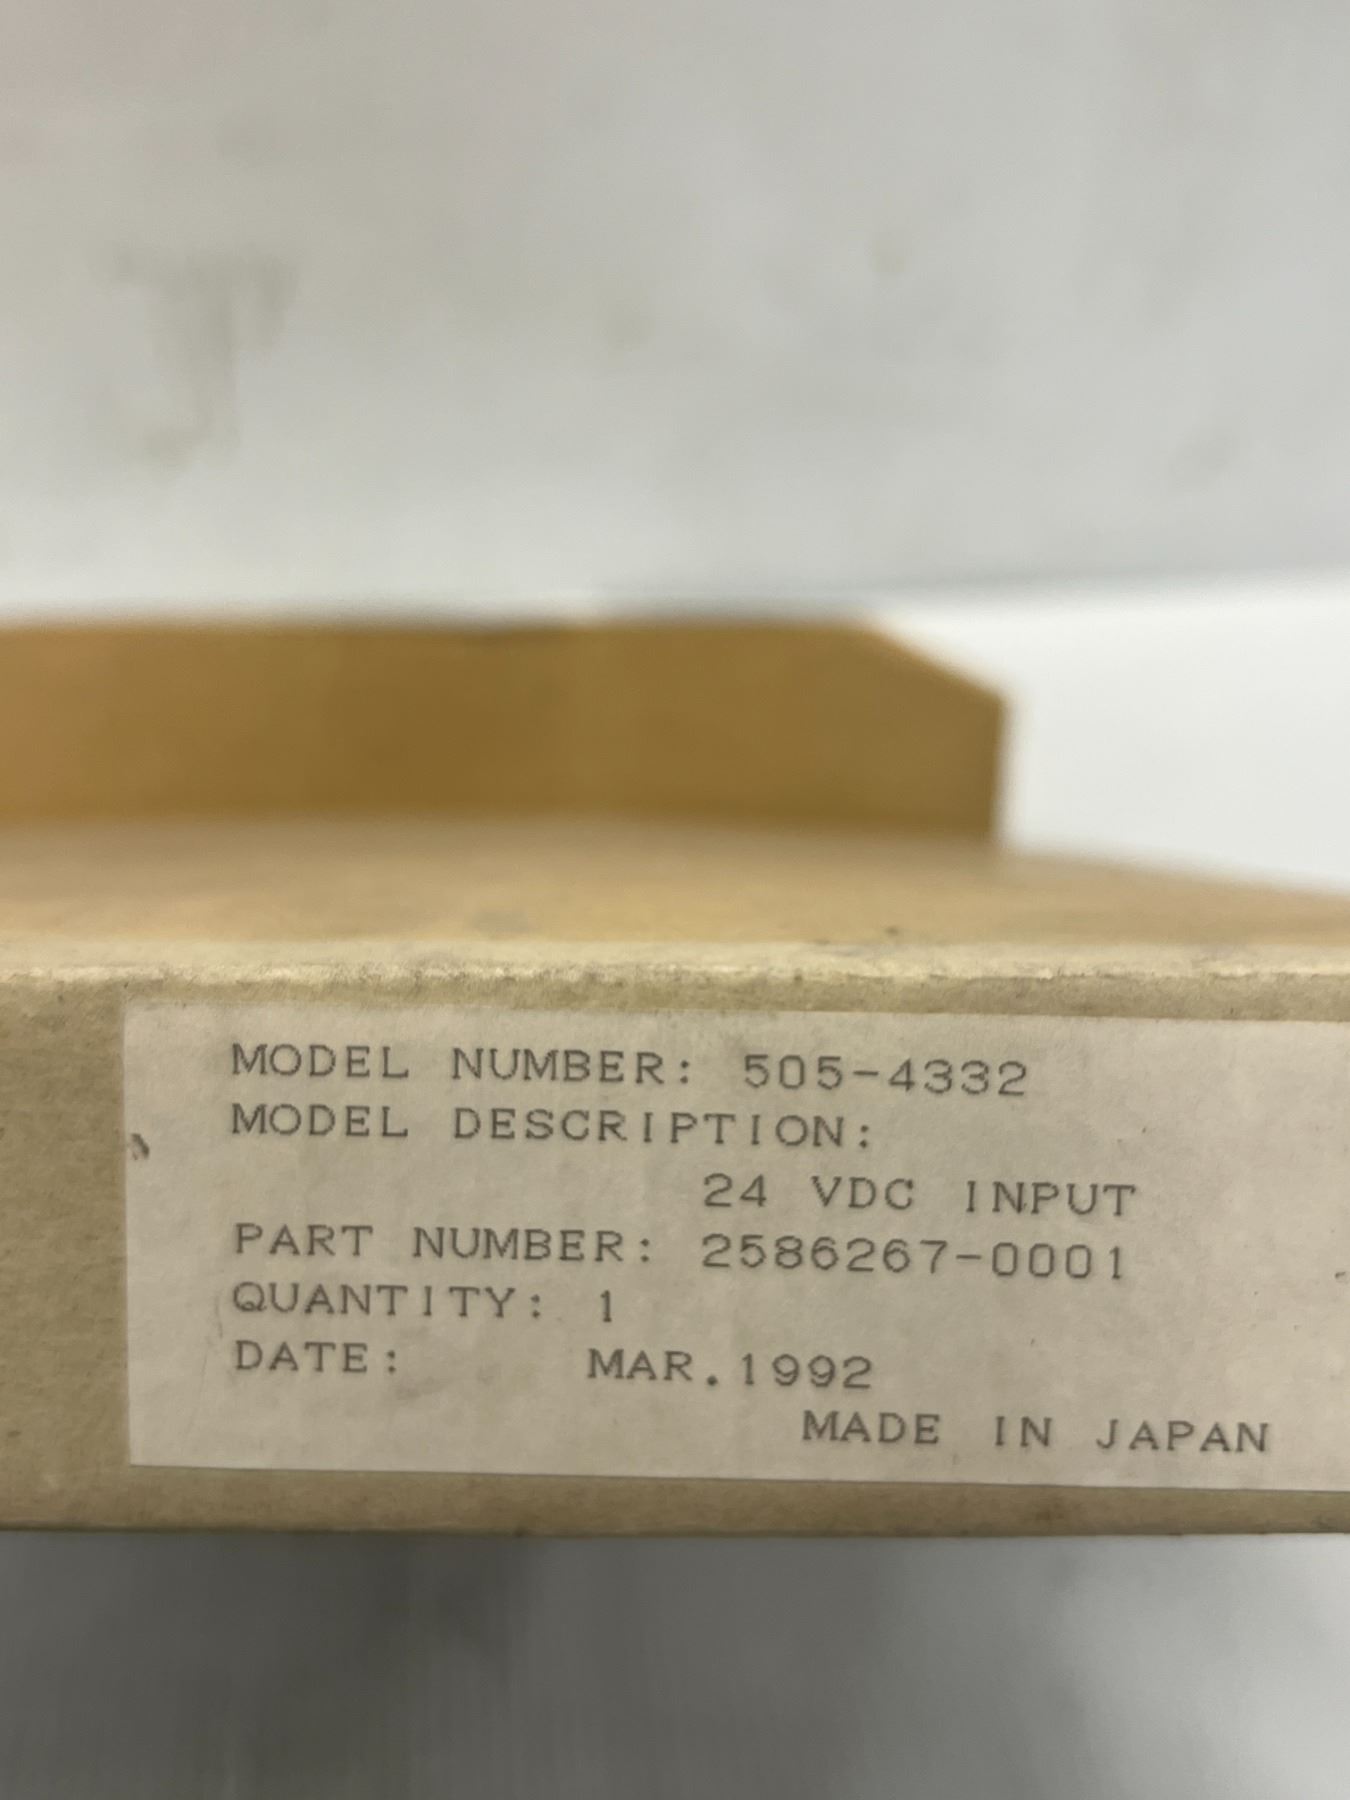 MODEL NUMBER: 505-4332
MODEL DESCRIPTION:
24 VDC INPUT
PART NUMBER: 2586267-0001
QUANTITY: 1
DATE: MAR.1992
MADE IN JAPAN